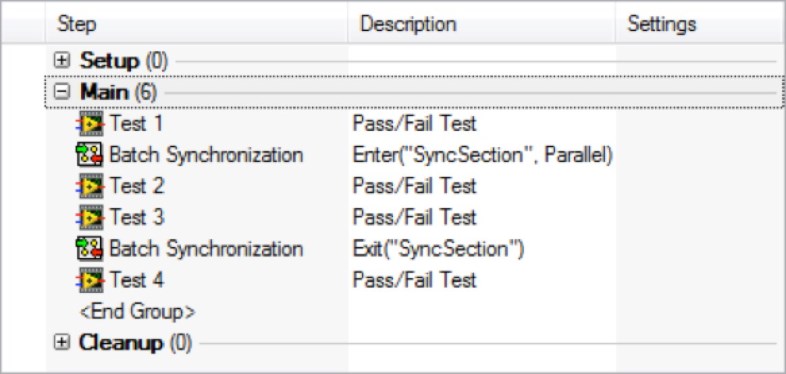 Step Description Settings
Setup (0)
Main (6)
Test 1 Pass/Fail Test
Batch Synchronization Enter("SyncSection", Parallel)
Test 2 Pass/Fail Test
Test 3 Pass/Fail Test
Batch Synchronization Exit("SyncSection")
Test 4 Pass/Fail Test
<End Group>
Cleanup (0)